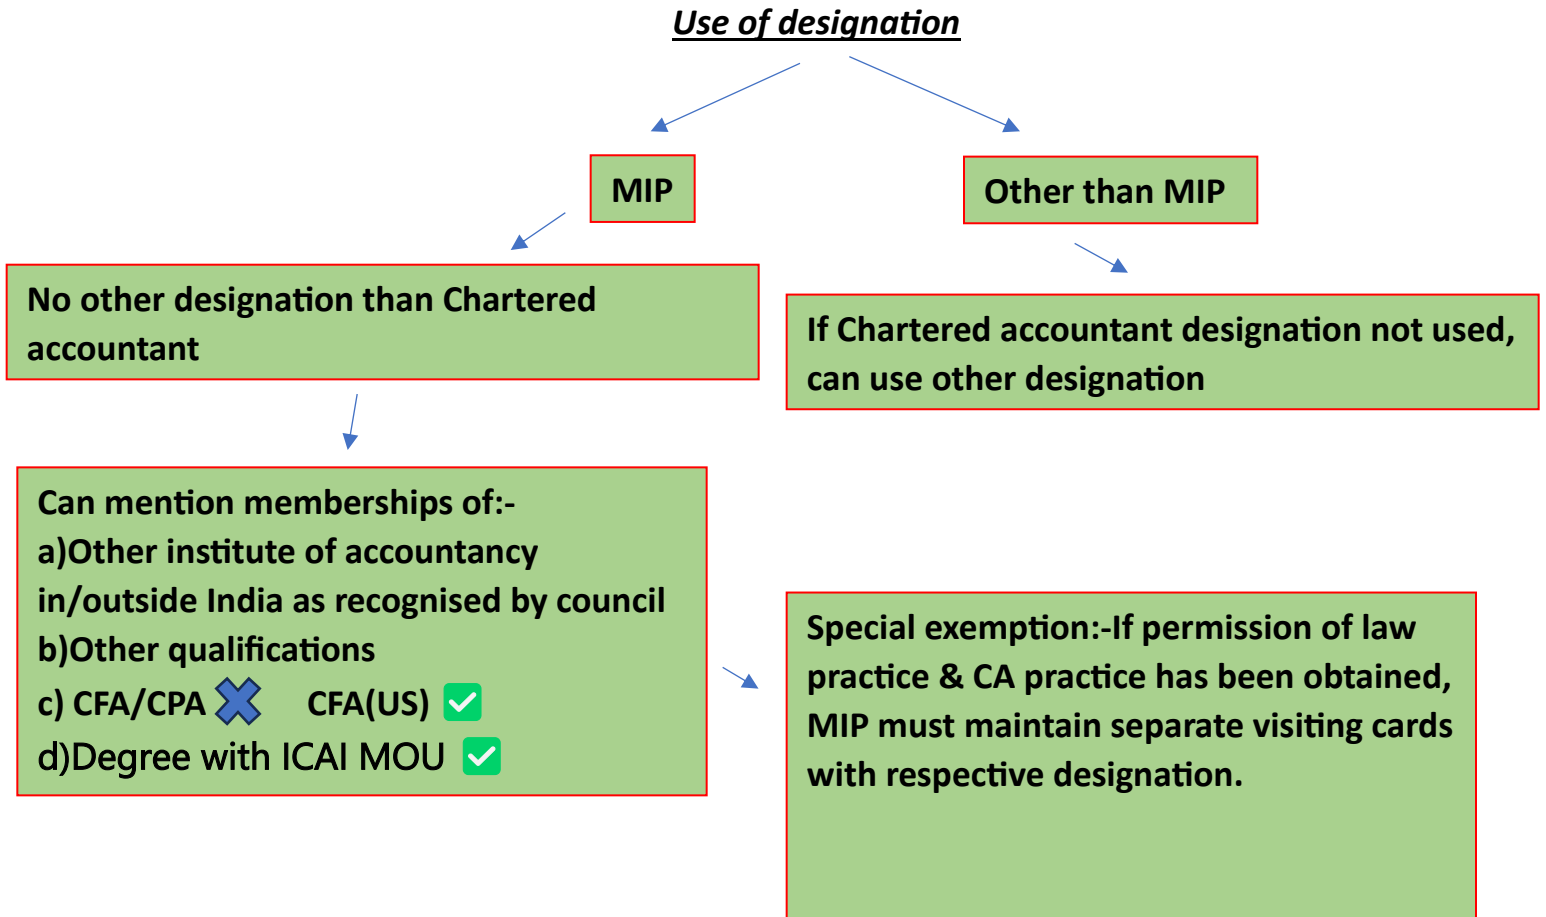 Use of designation
MIP
Other than MIP
No other designation than Chartered
accountant
If Chartered accountant designation not used,
can use other designation
Can mention memberships of:-
a)Other institute of accountancy
in/outside India as recognised by council
b)Other qualifications
c) CFA/CPA ✖ CFA(US) ✅
d)Degree with ICAI MOU ✅
Special exemption:-If permission of law
practice & CA practice has been obtained,
MIP must maintain separate visiting cards
with respective designation.